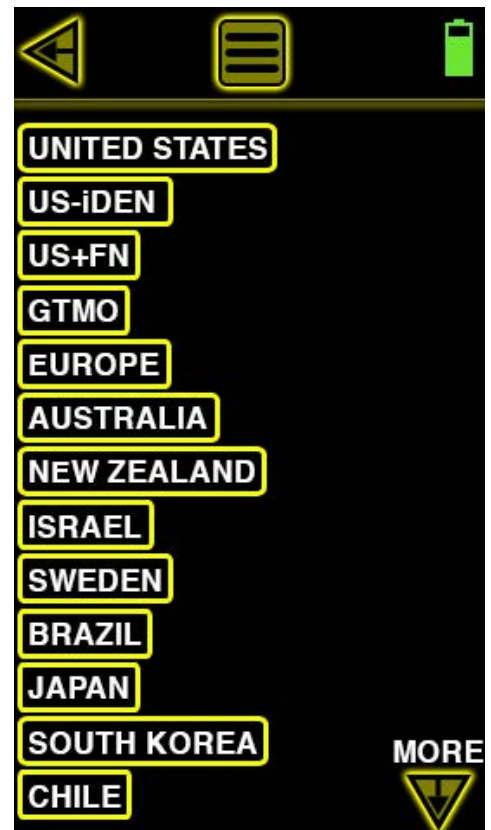 UNITED STATES
US-iDEN
US+FN
GTMO
EUROPE
AUSTRALIA
NEW ZEALAND
ISRAEL
SWEDEN
BRAZIL
JAPAN
SOUTH KOREA
MORE
CHILE